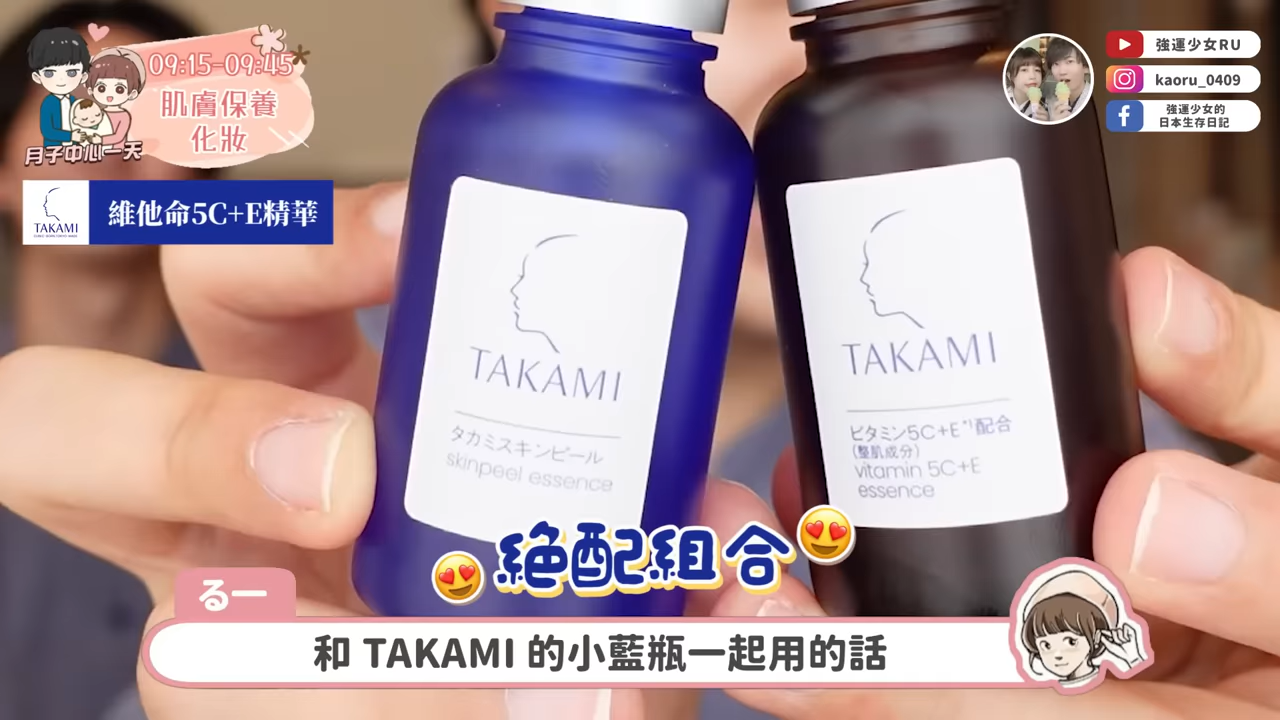 09:15-09:45
肌膚保養
化妝
月子中心一天
TAKAMI
維他命5C+E精華
強運少女RU
kaoru_0409
強運少女的
日本生存日記
TAKAMI
タカミスキンピール
skinpeel essence
TAKAMI
ビタミン5C+E*1配合
(整肌成分)
vitamin 5C+E
essence
絕配組合
るー
和 TAKAMI 的小藍瓶一起用的話